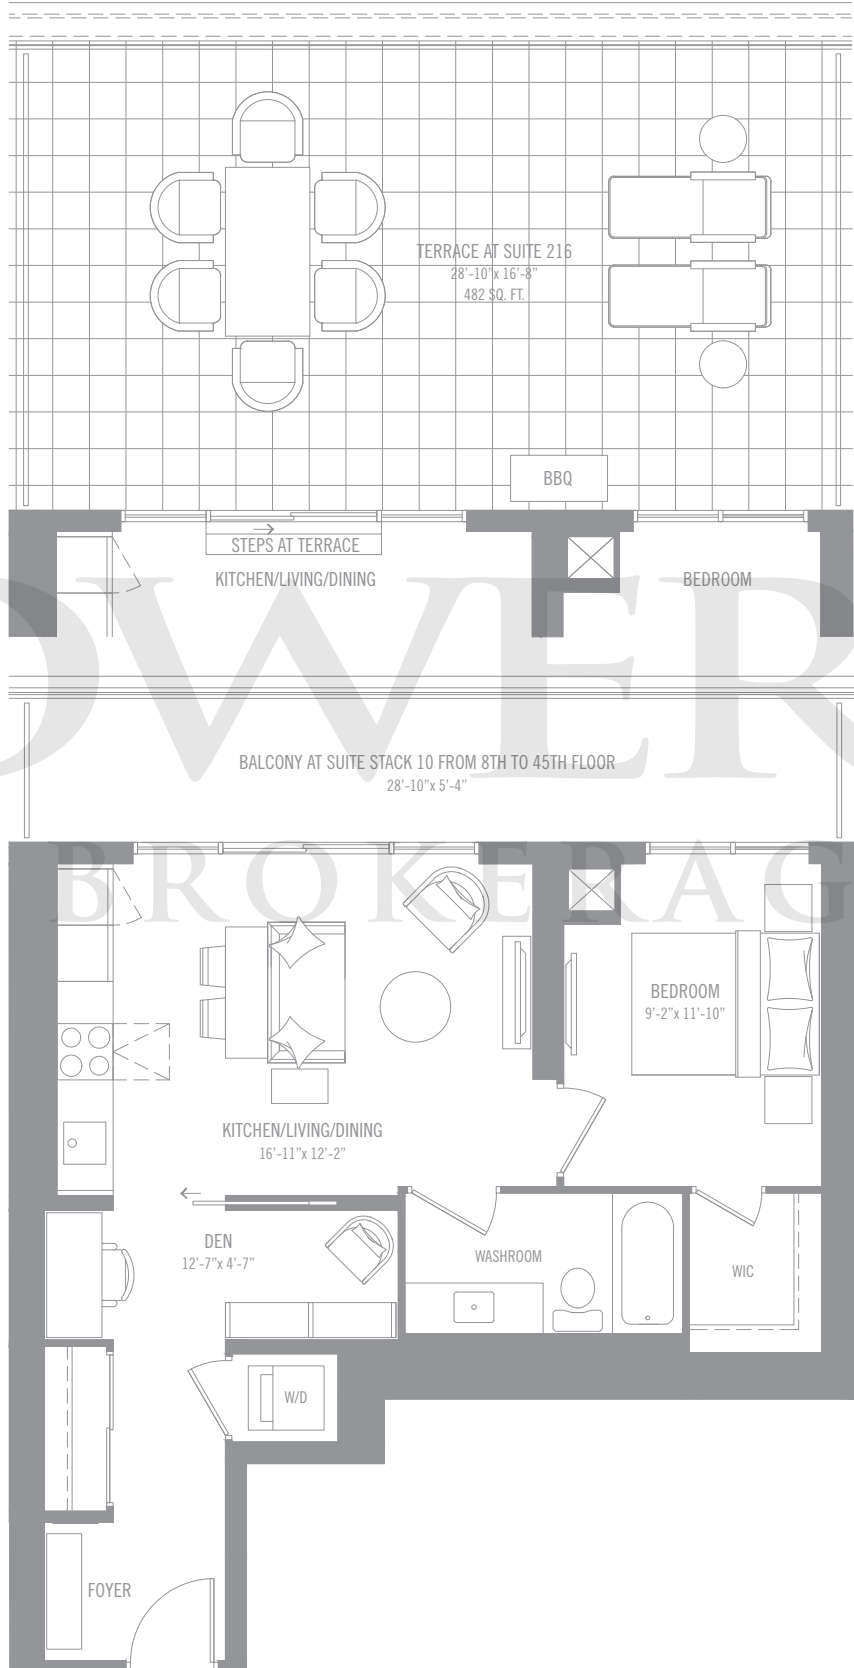 TERRACE AT SUITE 216
28'-10"x 16'-8"
482 SQ. FT.
BBQ
STEPS AT TERRACE
KITCHEN/LIVING/DINING
BEDROOM
OWER
BALCONY AT SUITE STACK 10 FROM 8TH TO 45TH FLOOR
28'-10"x 5'-4"
BROKERAG
BEDROOM
9'-2"x 11'-10"
KITCHEN/LIVING/DINING
16'-11"x 12'-2"
DEN
12'-7"x 4'-7"
WASHROOM
WIC
W/D
FOYER